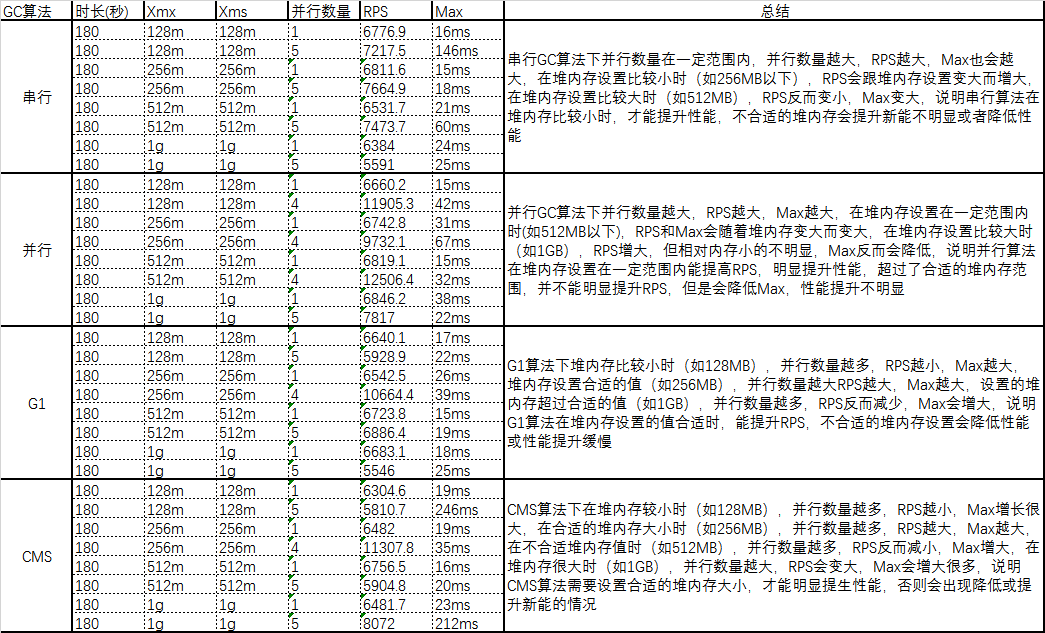 GC算法 时长(秒) Xmx Xms 并行数量 RPS Max 总结
串行
180 128m 128m 1 6776.9 16ms
180 128m 128m 5 7217.5 146ms
180 256m 256m 1 6811.6 15ms
180 256m 256m 5 7664.9 18ms
180 512m 512m 1 6531.7 21ms
180 512m 512m 5 7473.7 60ms
180 1g 1g 1 6384 24ms
180 1g 1g 5 5591 25ms
串行GC算法下并行数量在一定范围内，并行数量越大，RPS越大，Max也会越
大，在堆内存设置比较小时（如256MB以下），RPS会跟堆内存设置变大而增大，
在堆内存设置比较大时（如512MB），RPS反而变小，Max变大，说明串行算法在
堆内存比较小时，才能提升性能，不合适的堆内存会提升新能不明显或者降低性
能
并行
180 128m 128m 1 6660.2 15ms
180 128m 128m 4 11905.3 42ms
180 256m 256m 1 6742.8 31ms
180 256m 256m 4 9732.1 67ms
180 512m 512m 1 6819.1 15ms
180 512m 512m 4 12506.4 32ms
180 1g 1g 1 6846.2 38ms
180 1g 1g 5 7817 22ms
并行GC算法下并行数量越大，RPS越大，Max越大，在堆内存设置在一定范围内
时(如512MB以下)，RPS和Max会随着堆内存变大而变大，在堆内存设置比较大时
（如1GB），RPS增大，但相对内存小的不明显，Max反而会降低，说明并行算法
在堆内存设置在一定范围内能提高RPS，明显提升性能，超过了合适的堆内存范
围，并不能明显提升RPS，但是会降低Max，性能提升不明显
G1
180 128m 128m 1 6640.1 17ms
180 128m 128m 5 5928.9 22ms
180 256m 256m 1 6542.5 26ms
180 256m 256m 4 10664.4 39ms
180 512m 512m 1 6723.8 15ms
180 512m 512m 5 6886.4 19ms
180 1g 1g 1 6683.1 18ms
180 1g 1g 5 5546 25ms
G1算法下堆内存比较小时（如128MB），并行数量越多，RPS越小，Max越大，
堆内存设置合适的值（如256MB），并行数量越大RPS越大，Max越大，设置的堆
内存超过合适的值（如1GB），并行数量越多，RPS反而减少，Max会增大，说明
G1算法在堆内存设置的值合适时，能提升RPS，不合适的堆内存设置会降低性能
或性能提升缓慢
CMS
180 128m 128m 1 6304.6 19ms
180 128m 128m 5 5810.7 246ms
180 256m 256m 1 6482 19ms
180 256m 256m 4 11307.8 35ms
180 512m 512m 1 6756.5 16ms
180 512m 512m 5 5904.8 20ms
180 1g 1g 1 6481.7 23ms
180 1g 1g 5 8072 212ms
CMS算法下在堆内存较小时（如128MB），并行数量越多，RPS越小，Max增长很
大，在合适的堆内存大小时（如256MB），并行数量越多，RPS越大，Max越大，
在不合适堆内存值时（如512MB），并行数量越多，RPS反而减小，Max增大，在
堆内存很大时（如1GB），并行数量越大，RPS会变大，Max会增大很多，说明
CMS算法需要设置合适的堆内存大小，才能明显提生性能，否则会出现降低或提
升新能的情况